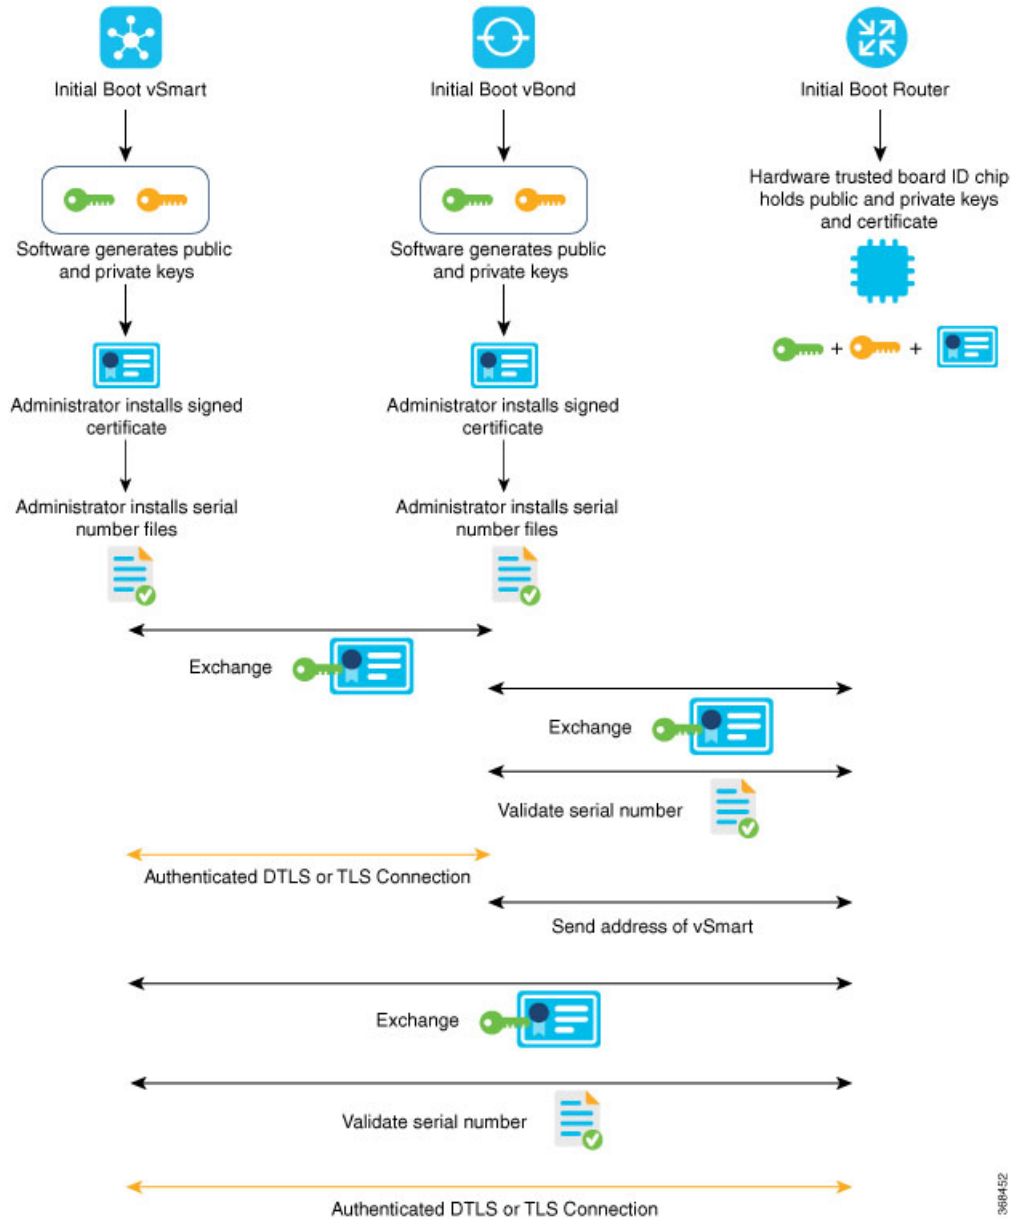 Initial Boot vSmart
Initial Boot vBond
Initial Boot Router
Hardware trusted board ID chip
holds public and private keys
and certificate
Software generates public
and private keys
Software generates public
and private keys
+
+
Administrator installs signed
certificate
Administrator installs signed
certificate
Administrator installs serial
number files
Administrator installs serial
number files
Exchange
Exchange
Validate serial number
Authenticated DTLS or TLS Connection
Send address of vSmart
Exchange
Validate serial number
Authenticated DTLS or TLS Connection
368452